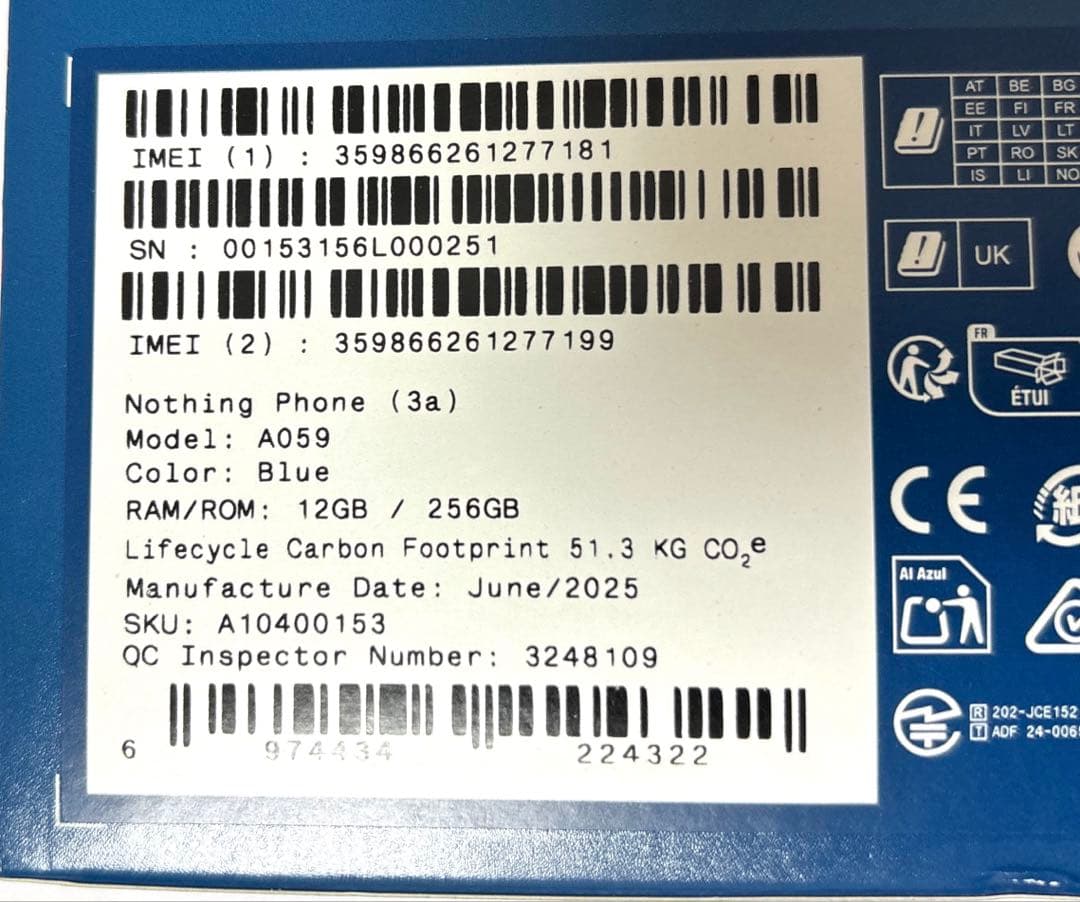 IMEI (1) : 359866261277181
SN : 00153156L000251
IMEI (2) : 359866261277199
Nothing Phone (3a)
Model: A059
Color: Blue
RAM/ROM: 12GB / 256GB
Lifecycle Carbon Footprint 51.3 KG CO₂e
Manufacture Date: June/2025
SKU: A10400153
QC Inspector Number: 3248109
6 974434 224322
AT BE BG
EE FI FR
IT LV LT
PT RO SK
IS LI NO
UK
FR
ÉTUI
CE
紙
Al Azul
R 202-JCE152
T ADF 24-006